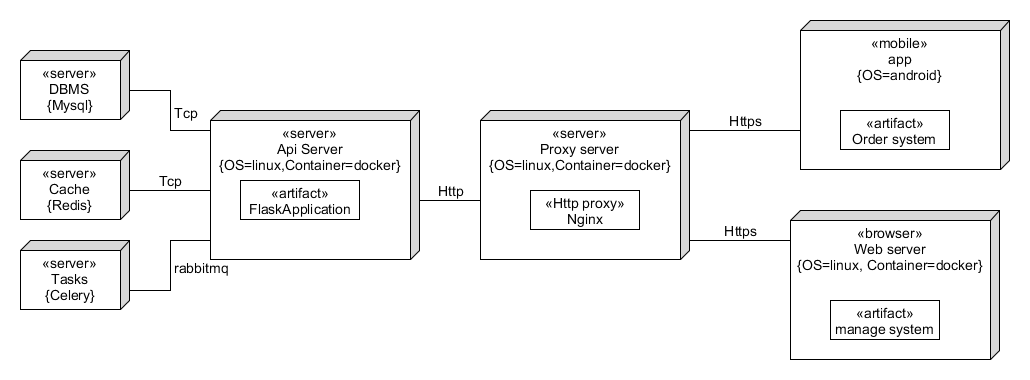 «server»
DBMS
{Mysql}
Tcp
«server»
Cache
{Redis}
Tcp
«server»
Tasks
{Celery}
rabbitmq
«server»
Api Server
{OS=linux,Container=docker}
«artifact»
FlaskApplication
Http
«server»
Proxy server
{OS=linux,Container=docker}
«Http proxy»
Nginx
Https
«mobile»
app
{OS=android}
«artifact»
Order system
Https
«browser»
Web server
{OS=linux, Container=docker}
«artifact»
manage system